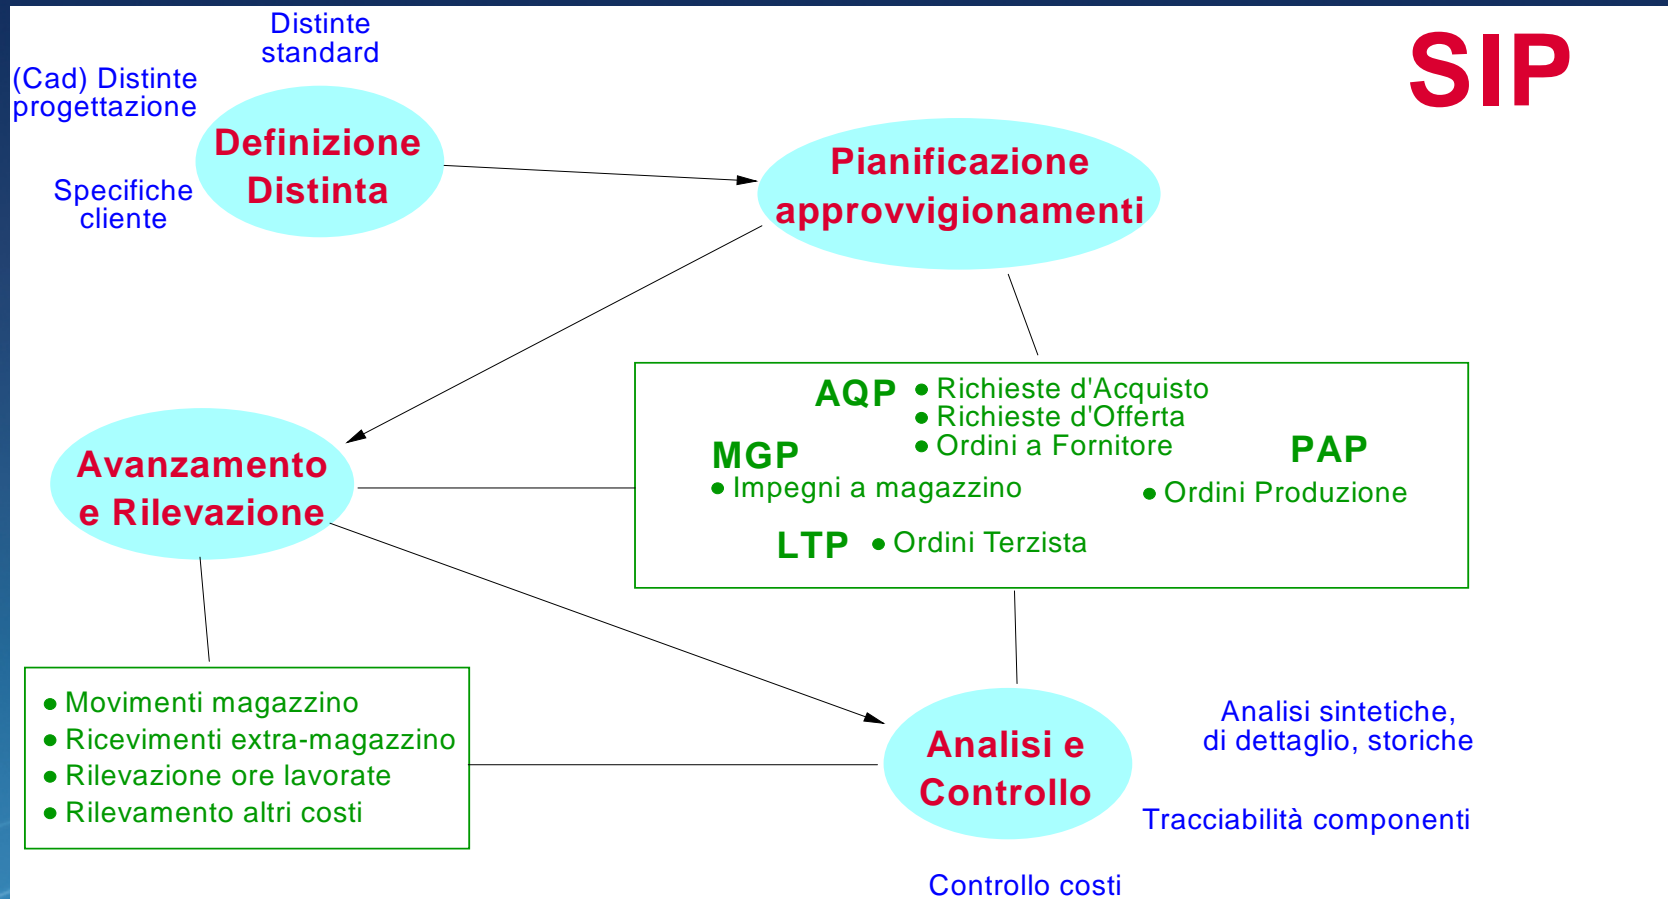 SIP
Distinte
standard
(Cad) Distinte
progettazione
Specifiche
cliente
Definizione
Distinta
Pianificazione
approvvigionamenti
AQP
• Richieste d'Acquisto
• Richieste d'Offerta
• Ordini a Fornitore
MGP
• Impegni a magazzino
PAP
• Ordini Produzione
LTP • Ordini Terzista
Avanzamento
e Rilevazione
• Movimenti magazzino
• Ricevimenti extra-magazzino
• Rilevazione ore lavorate
• Rilevamento altri costi
Analisi e
Controllo
Analisi sintetiche,
di dettaglio, storiche
Tracciabilità componenti
Controllo costi